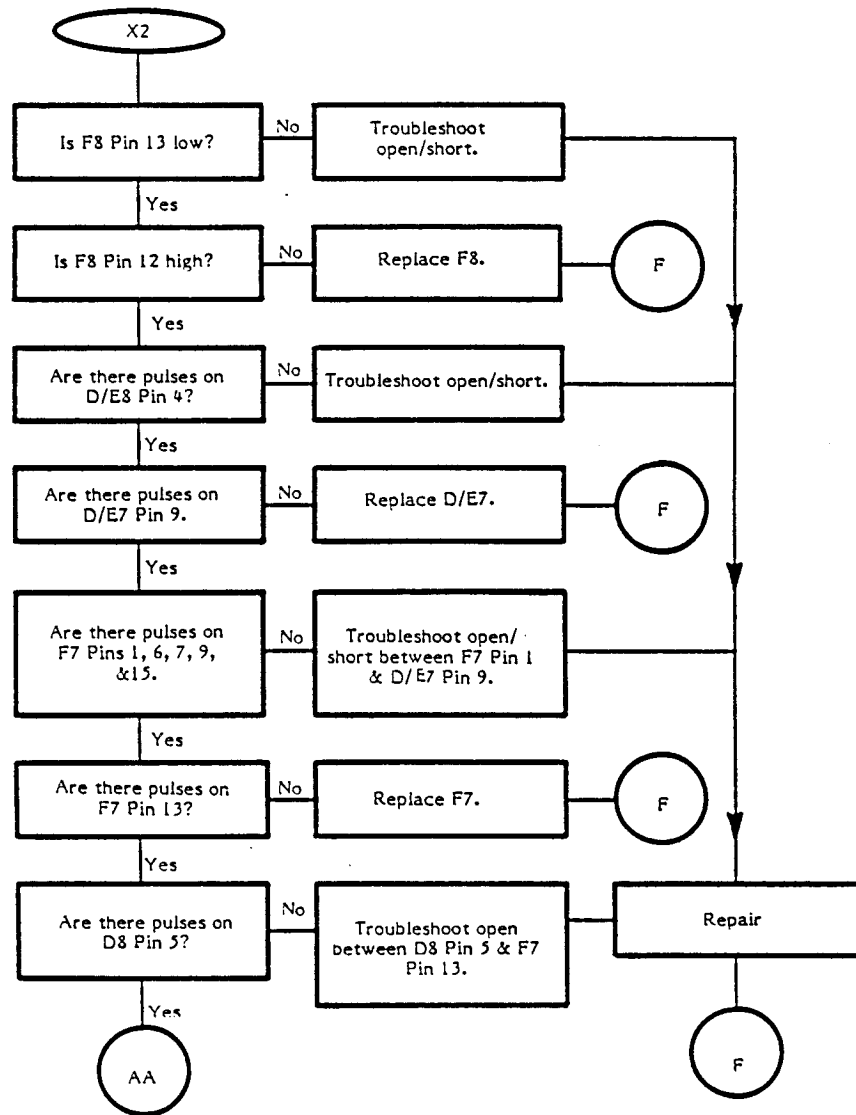 X2
Is F8 Pin 13 low?
No
Troubleshoot
open/short.
Yes
Is F8 Pin 12 high?
No
Replace F8.
F
Yes
Are there pulses on
D/E8 Pin 4?
No
Troubleshoot open/short.
Yes
Are there pulses on
D/E7 Pin 9.
No
Replace D/E7.
F
Yes
Are there pulses on
F7 Pins 1, 6, 7, 9,
&15.
No
Troubleshoot open/
short between F7 Pin 1
& D/E7 Pin 9.
Yes
Are there pulses on
F7 Pin 13?
No
Replace F7.
F
Yes
Are there pulses on
D8 Pin 5?
No
Troubleshoot open
between D8 Pin 5 & F7
Pin 13.
Repair
Yes
AA
F